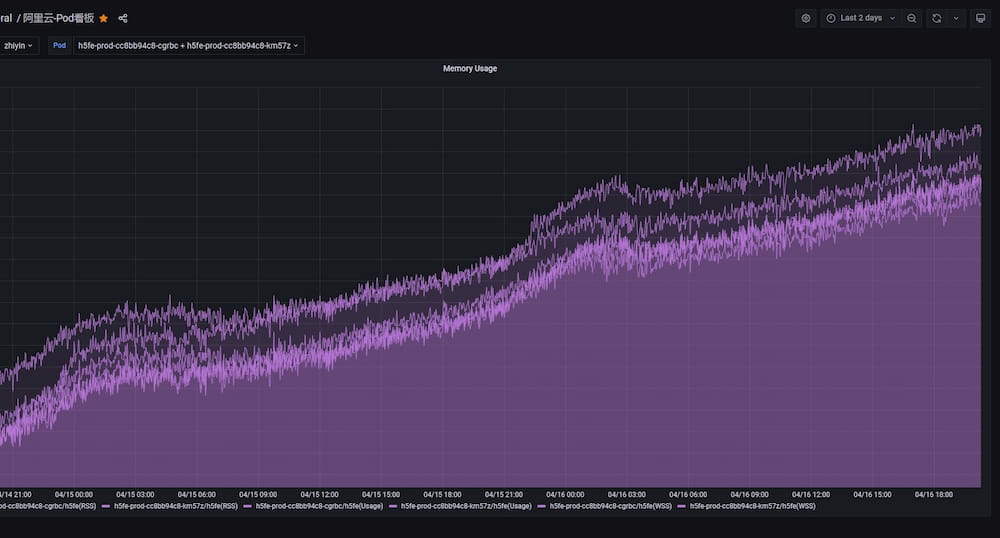 ral / 阿里云-Pod看板
Last 2 days
zhiyin Pod h5fe-prod-cc8bb94c8-cgrbc + h5fe-prod-cc8bb94c8-km57z
Memory Usage
/14 21:00 04/15 00:00 04/15 03:00 04/15 06:00 04/15 09:00 04/15 12:00 04/15 15:00 04/15 18:00 04/15 21:00 04/16 00:00 04/16 03:00 04/16 06:00 04/16 09:00 04/16 12:00 04/16 15:00 04/16 18:00
od-cc8bb94c8-cgrbc/h5fe(RSS) h5fe-prod-cc8bb94c8-km57z/h5fe(RSS) h5fe-prod-cc8bb94c8-cgrbc/h5fe(Usage) h5fe-prod-cc8bb94c8-km57z/h5fe(Usage) h5fe-prod-cc8bb94c8-cgrbc/h5fe(WSS) h5fe-prod-cc8bb94c8-km57z/h5fe(WSS)